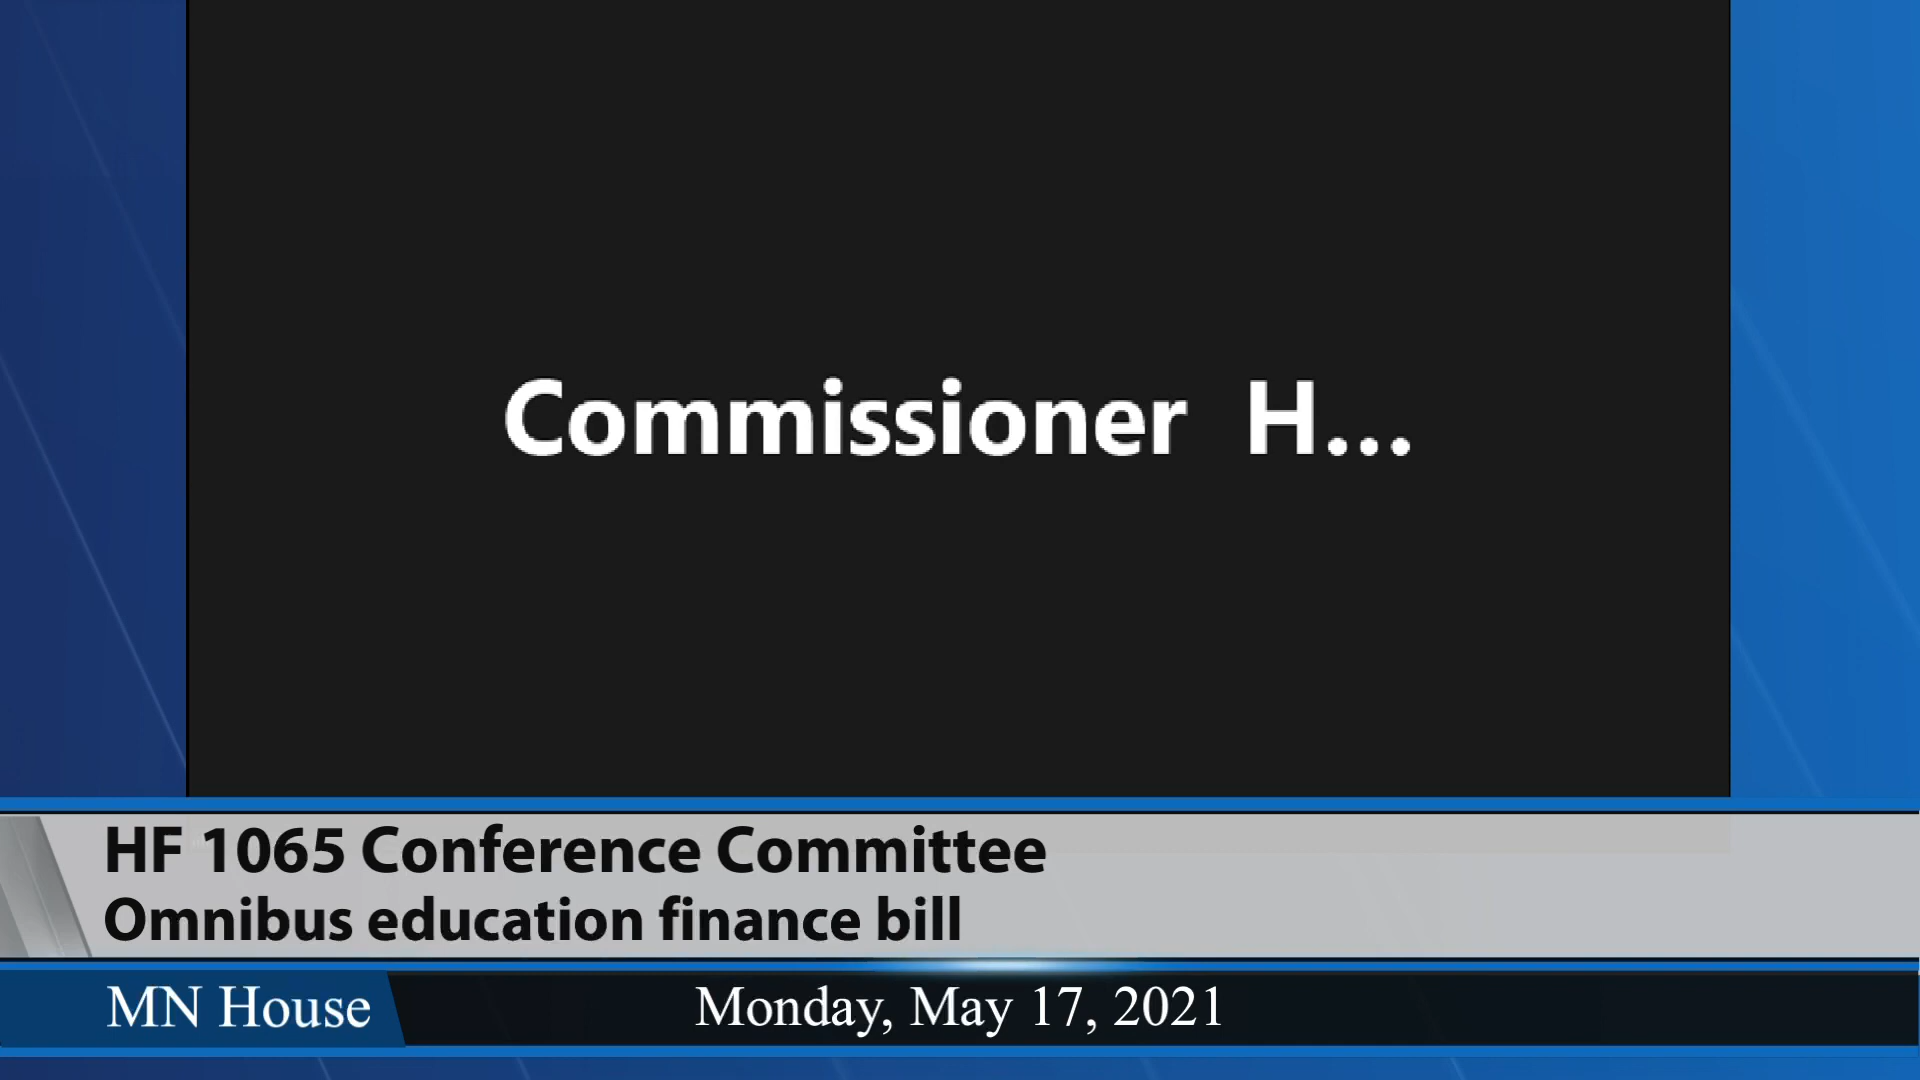 Commissioner H...
HF 1065 Conference Committee
Omnibus education finance bill
MN House
Monday, May 17, 2021